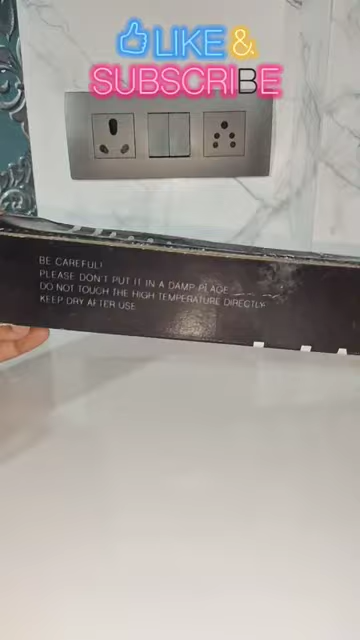 LIKE &
SUBSCRIBE
BE CAREFUL!
PLEASE DON'T PUT IT IN A DAMP PLACE
DO NOT TOUCH THE HIGH TEMPERATURE DIRECTLY
KEEP DRY AFTER USE